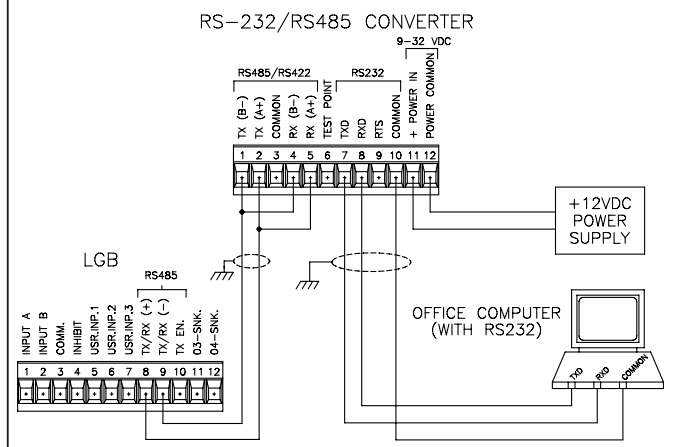 RS-232/RS485 CONVERTER
9-32 VDC
RS485/RS422
RS232
TX (B-)
TX (A+)
COMMON
RX (B-)
RX (A+)
TEST POINT
TXD
RXD
RTS
COMMON
+ POWER IN
POWER COMMON
1 2 3 4 5 6 7 8 9 10 11 12
+12VDC
POWER
SUPPLY
LGB
RS485
INPUT A
INPUT B
COMM.
INHIBIT
USR.INP.1
USR.INP.2
USR.INP.3
TX/RX (+)
TX/RX (-)
TX EN.
03-SNK.
04-SNK.
1 2 3 4 5 6 7 8 9 10 11 12
OFFICE COMPUTER
(WITH RS232)
TXD
RXD
COMMON